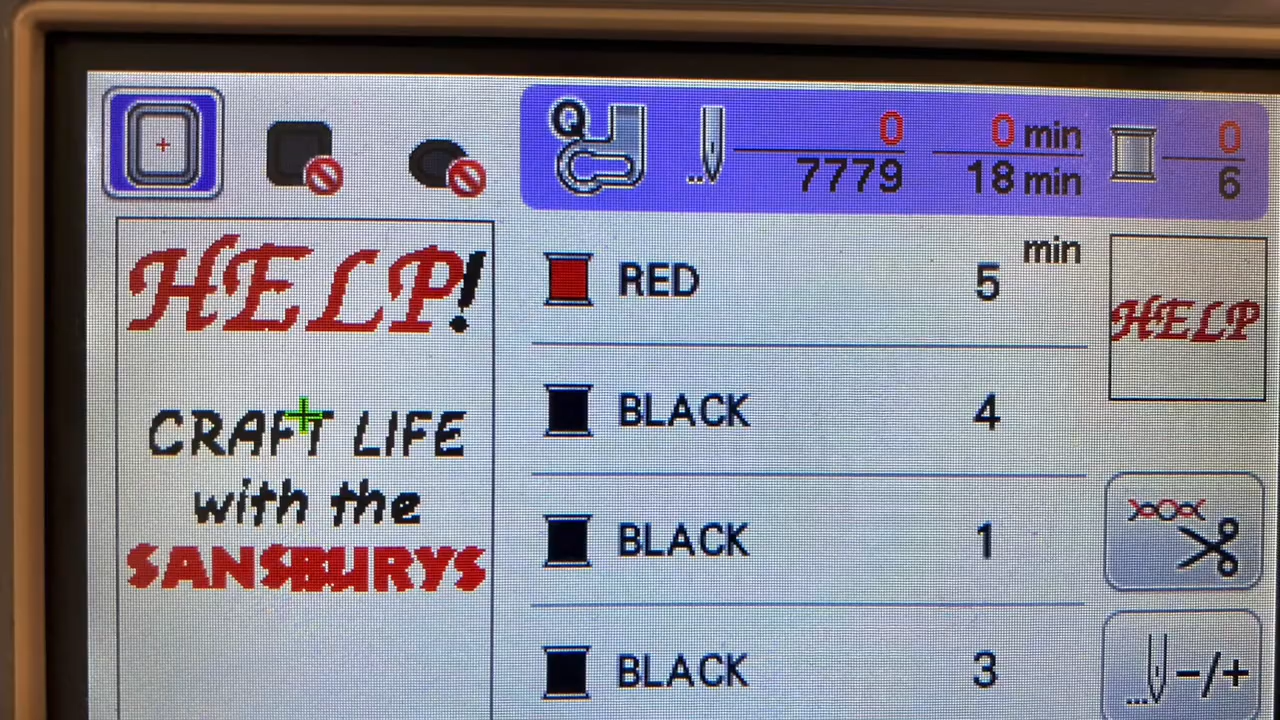 Q
0
7779
0 min
18 min
0
6
HELP!
CRAFT LIFE
with the
SANSBURYS
min
RED 5
BLACK 4
BLACK 1
BLACK 3
HELP
-/+